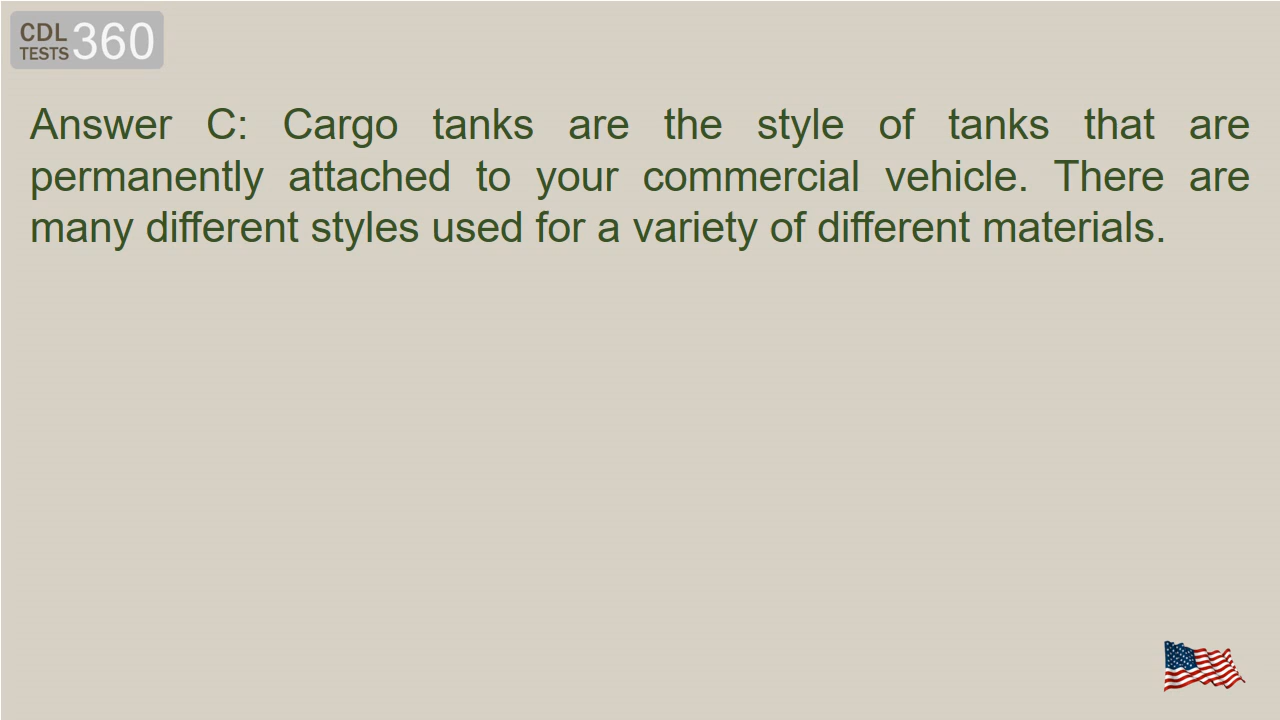 CDL
TESTS 360
Answer C: Cargo tanks are the style of tanks that are
permanently attached to your commercial vehicle. There are
many different styles used for a variety of different materials.